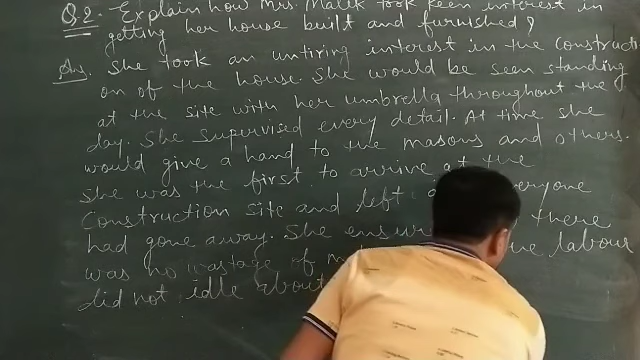 Q.2. Explain how Mrs. Malik took keen interest in
getting her house built and furnished?
Ans. She took an untiring interest in the Constructi
on of the house. She would be seen standing
at the site with her umbrella throughout the
day. She supervised every detail. At time she
would give a hand to the masons and others.
She was the first to arrive at the
Construction site and left everyone
had gone away. She there
was no wastage of labour
did not idle about